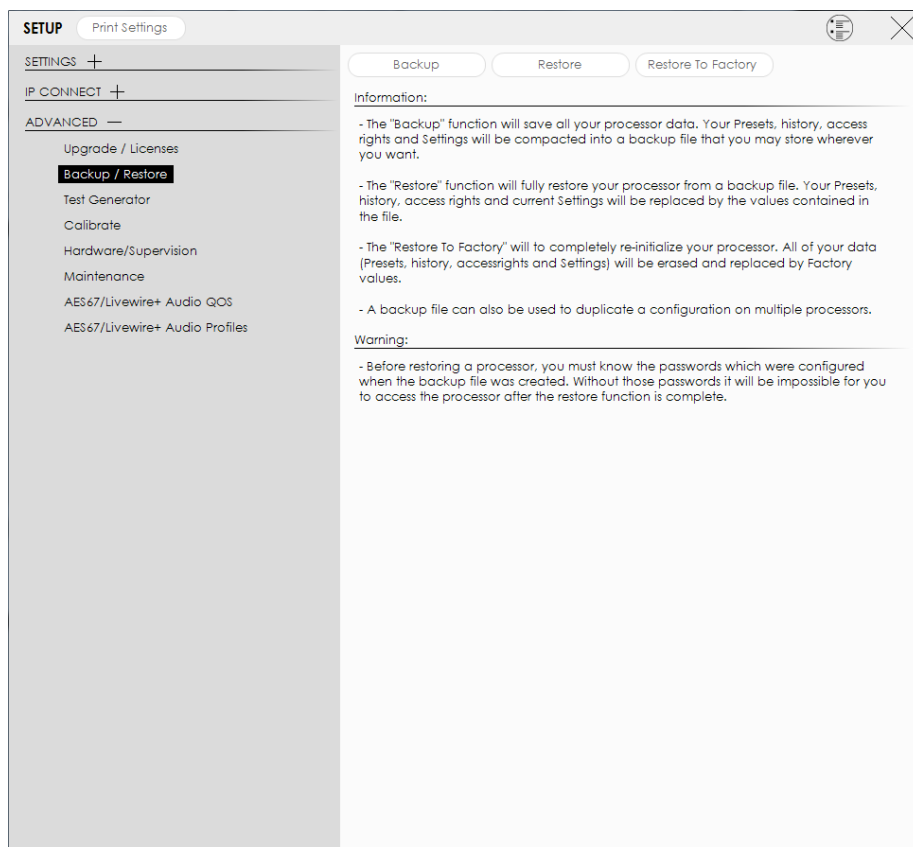 SETUP Print Settings
SETTINGS
IP CONNECT
ADVANCED
Upgrade / Licenses
Backup / Restore
Test Generator
Calibrate
Hardware/Supervision
Maintenance
AES67/Livewire+ Audio QOS
AES67/Livewire+ Audio Profiles
Backup Restore Restore To Factory
Information:
- The "Backup" function will save all your processor data. Your Presets, history, access
rights and Settings will be compacted into a backup file that you may store wherever
you want.
- The "Restore" function will fully restore your processor from a backup file. Your Presets,
history, access rights and current Settings will be replaced by the values contained in
the file.
- The "Restore To Factory" will to completely re-initialize your processor. All of your data
(Presets, history, accessrights and Settings) will be erased and replaced by Factory
values.
- A backup file can also be used to duplicate a configuration on multiple processors.
Warning:
- Before restoring a processor, you must know the passwords which were configured
when the backup file was created. Without those passwords it will be impossible for you
to access the processor after the restore function is complete.